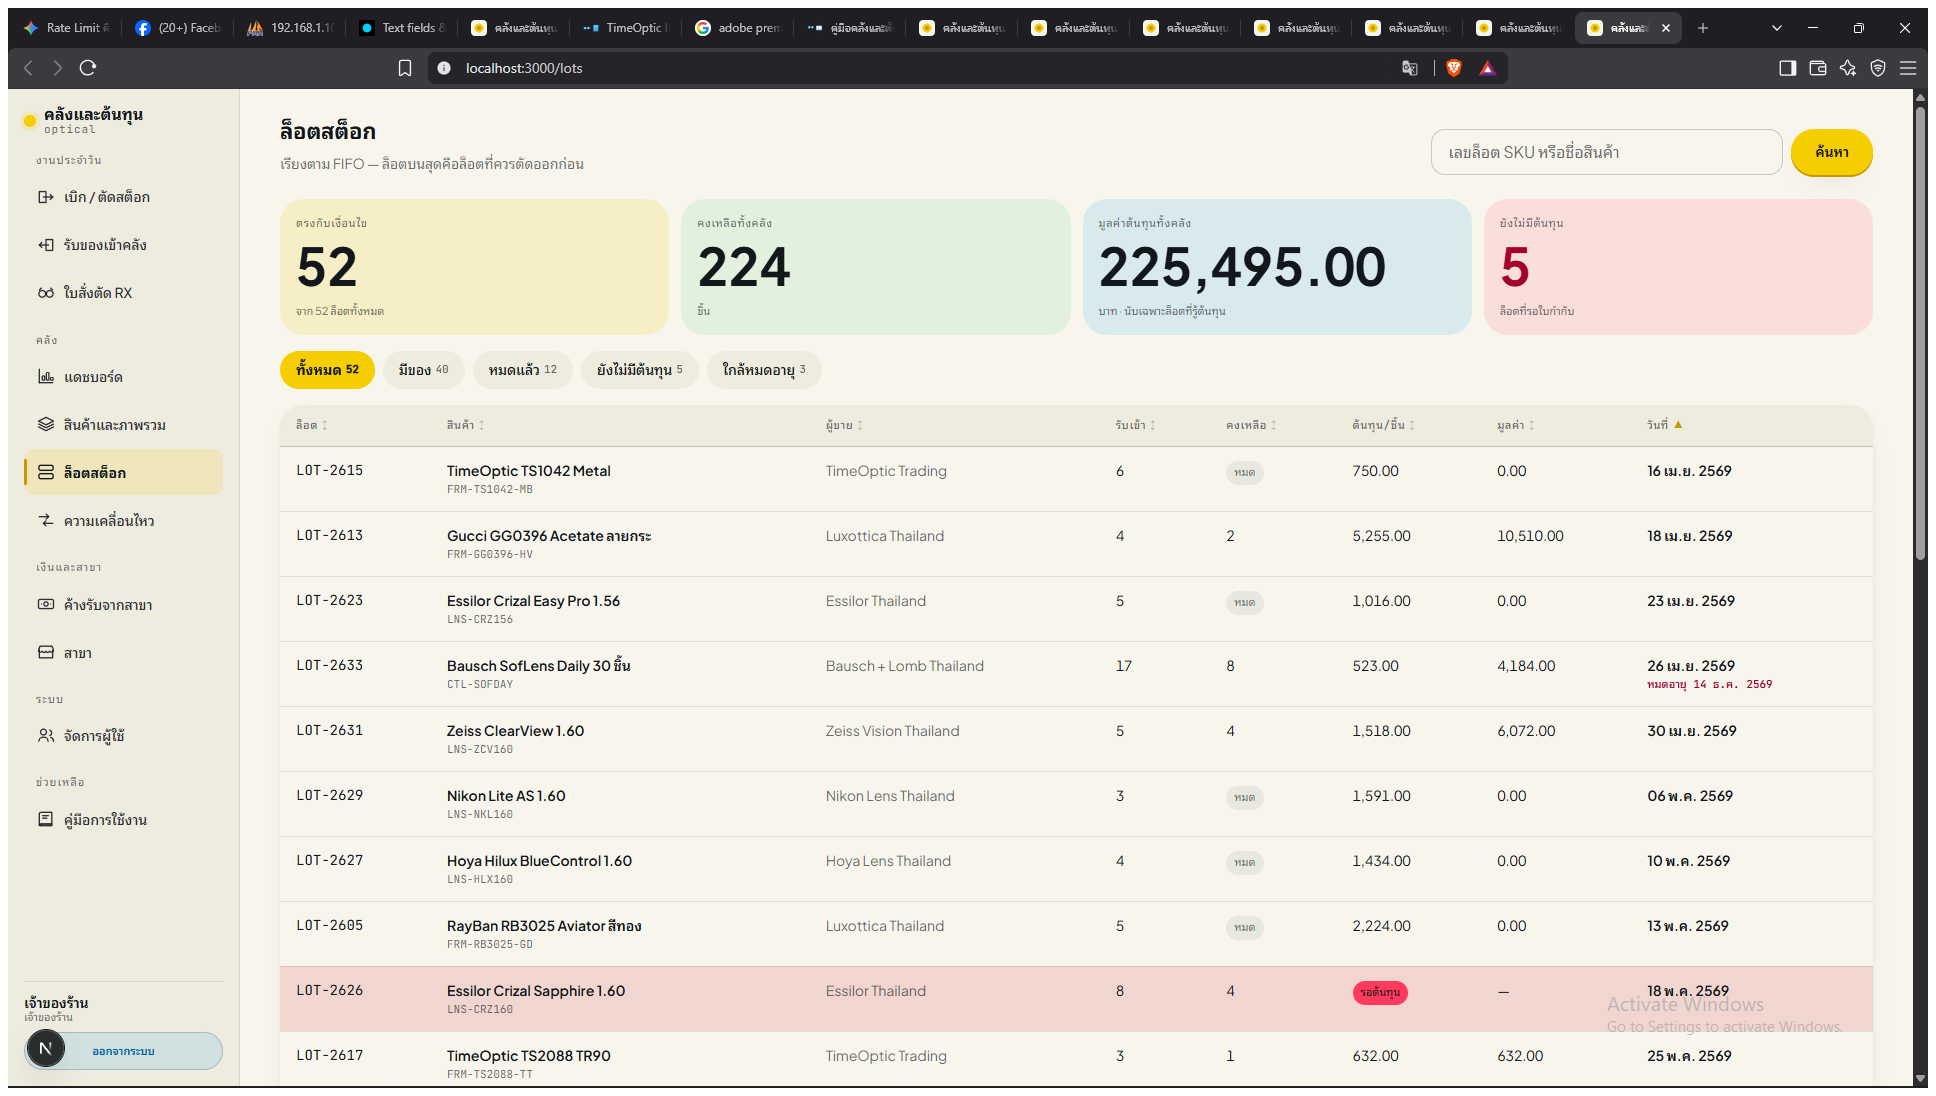 Rate Limit
(20+) Faceb
192.168.1.1
Text fields &
คลังและต้นทุน
TimeOptic
adobe prem
คู่มือคลังและ
คลังและต้นทุน
คลังและต้นทุน
คลังและต้นทุน
คลังและต้นทุน
คลังและต้นทุน
คลังและต้นทุน
คลังและ
localhost:3000/lots
คลังและต้นทุน
optical
งานประจำวัน
เบิก / ตัดสต็อก
รับของเข้าคลัง
ใบสั่งตัด RX
คลัง
แดชบอร์ด
สินค้าและภาพรวม
ล็อตสต็อก
ความเคลื่อนไหว
เงินและสาขา
ค้างรับจากสาขา
สาขา
ระบบ
จัดการผู้ใช้
ช่วยเหลือ
คู่มือการใช้งาน
เจ้าของร้าน
เจ้าของร้าน
N
ออกจากระบบ
ล็อตสต็อก
เรียงตาม FIFO — ล็อตบนสุดคือล็อตที่ควรตัดออกก่อน
เลขล็อต SKU หรือชื่อสินค้า
ค้นหา
ตรงกับเงื่อนไข
52
จาก 52 ล็อตทั้งหมด
คงเหลือทั้งคลัง
224
ชิ้น
มูลค่าต้นทุนทั้งคลัง
225,495.00
บาท · นับเฉพาะล็อตที่รู้ต้นทุน
ยังไม่มีต้นทุน
5
ล็อตที่รอใบกำกับ
ทั้งหมด 52
มีของ 40
หมดแล้ว 12
ยังไม่มีต้นทุน 5
ใกล้หมดอายุ 3
ล็อต ↕ สินค้า ↕ ผู้ขาย ↕ รับเข้า ↕ คงเหลือ ↕ ต้นทุน/ชิ้น ↕ มูลค่า ↕ วันที่ ▲
LOT-2615 TimeOptic TS1042 Metal TimeOptic Trading 6 หมด 750.00 0.00 16 เม.ย. 2569
FRM-TS1042-MB
LOT-2613 Gucci GG0396 Acetate ลายกระ Luxottica Thailand 4 2 5,255.00 10,510.00 18 เม.ย. 2569
FRM-GG0396-HV
LOT-2623 Essilor Crizal Easy Pro 1.56 Essilor Thailand 5 หมด 1,016.00 0.00 23 เม.ย. 2569
LNS-CRZ156
LOT-2633 Bausch SofLens Daily 30 ชิ้น Bausch + Lomb Thailand 17 8 523.00 4,184.00 26 เม.ย. 2569
CTL-SOFDAY หมดอายุ 14 ธ.ค. 2569
LOT-2631 Zeiss ClearView 1.60 Zeiss Vision Thailand 5 4 1,518.00 6,072.00 30 เม.ย. 2569
LNS-ZCV160
LOT-2629 Nikon Lite AS 1.60 Nikon Lens Thailand 3 หมด 1,591.00 0.00 06 พ.ค. 2569
LNS-NKL160
LOT-2627 Hoya Hilux BlueControl 1.60 Hoya Lens Thailand 4 หมด 1,434.00 0.00 10 พ.ค. 2569
LNS-HLX160
LOT-2605 RayBan RB3025 Aviator สีทอง Luxottica Thailand 5 หมด 2,224.00 0.00 13 พ.ค. 2569
FRM-RB3025-GD
LOT-2626 Essilor Crizal Sapphire 1.60 Essilor Thailand 8 4 รอต้นทุน — 18 พ.ค. 2569
LNS-CRZ160
LOT-2617 TimeOptic TS2088 TR90 TimeOptic Trading 3 1 632.00 632.00 25 พ.ค. 2569
FRM-TS2088-TT
Activate Windows
Go to Settings to activate Windows.